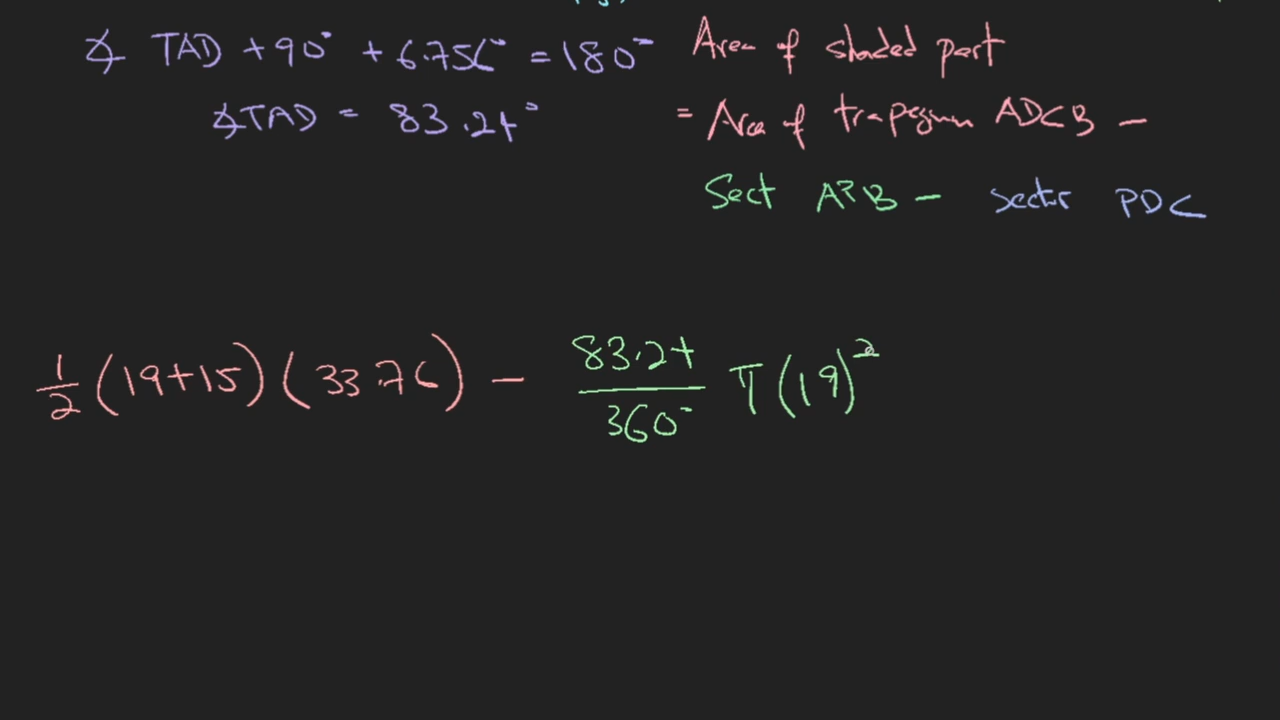 ∡ TAD + 90° + 6.756° = 180°
∡TAD = 83.24°
Area of shaded part
= Area of trapezium ADCB −
Sect APB − sector PDC
1/2 (19+15)(33.76) − 83.24/360° π(19)²